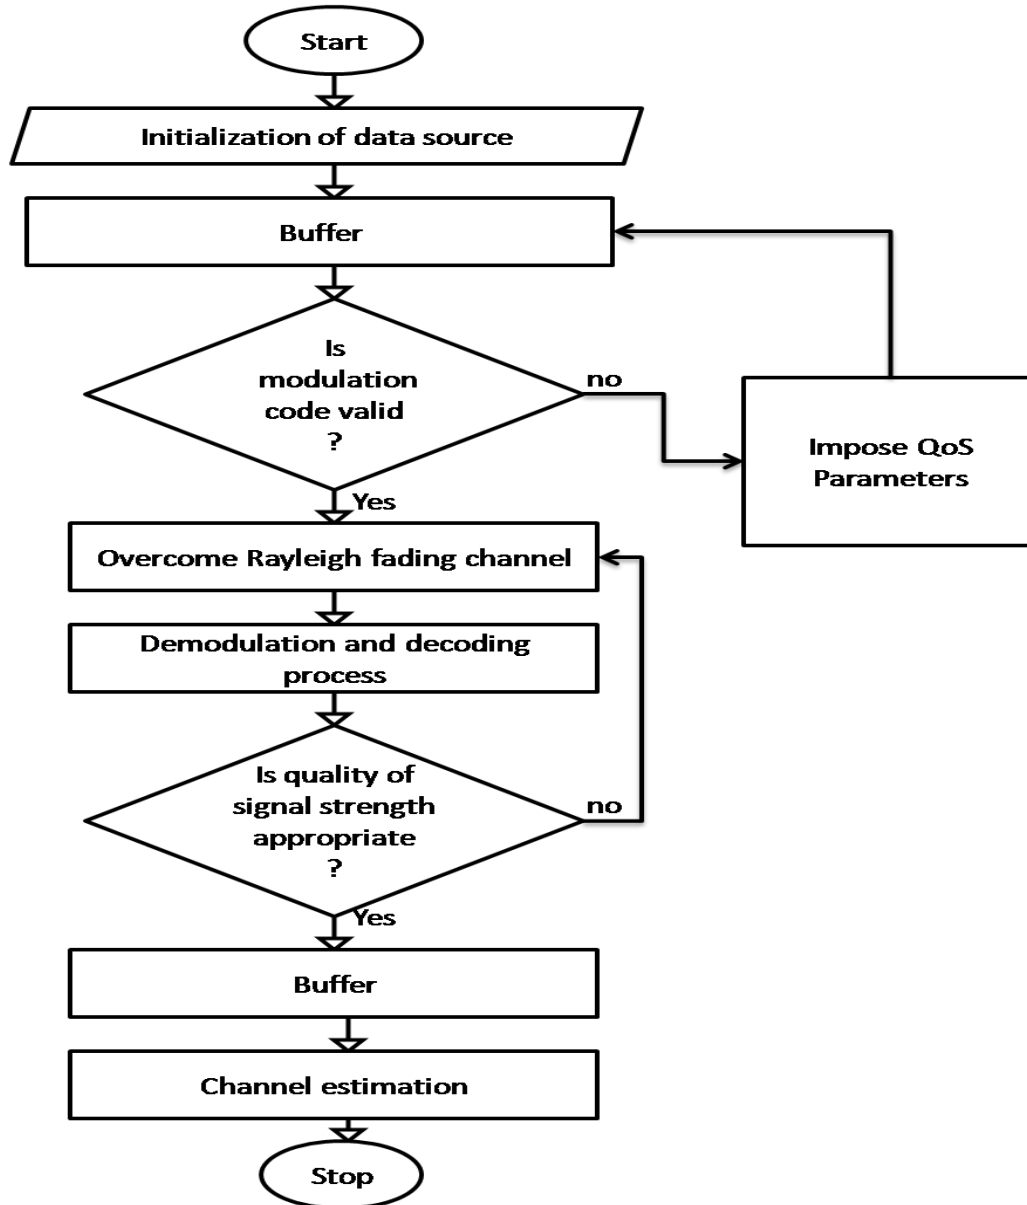 Start
Initialization of data source
Buffer
Is
modulation
code valid
?
no
Impose QoS
Parameters
Yes
Overcome Rayleigh fading channel
Demodulation and decoding
process
Is quality of
signal strength
appropriate
?
no
Yes
Buffer
Channel estimation
Stop